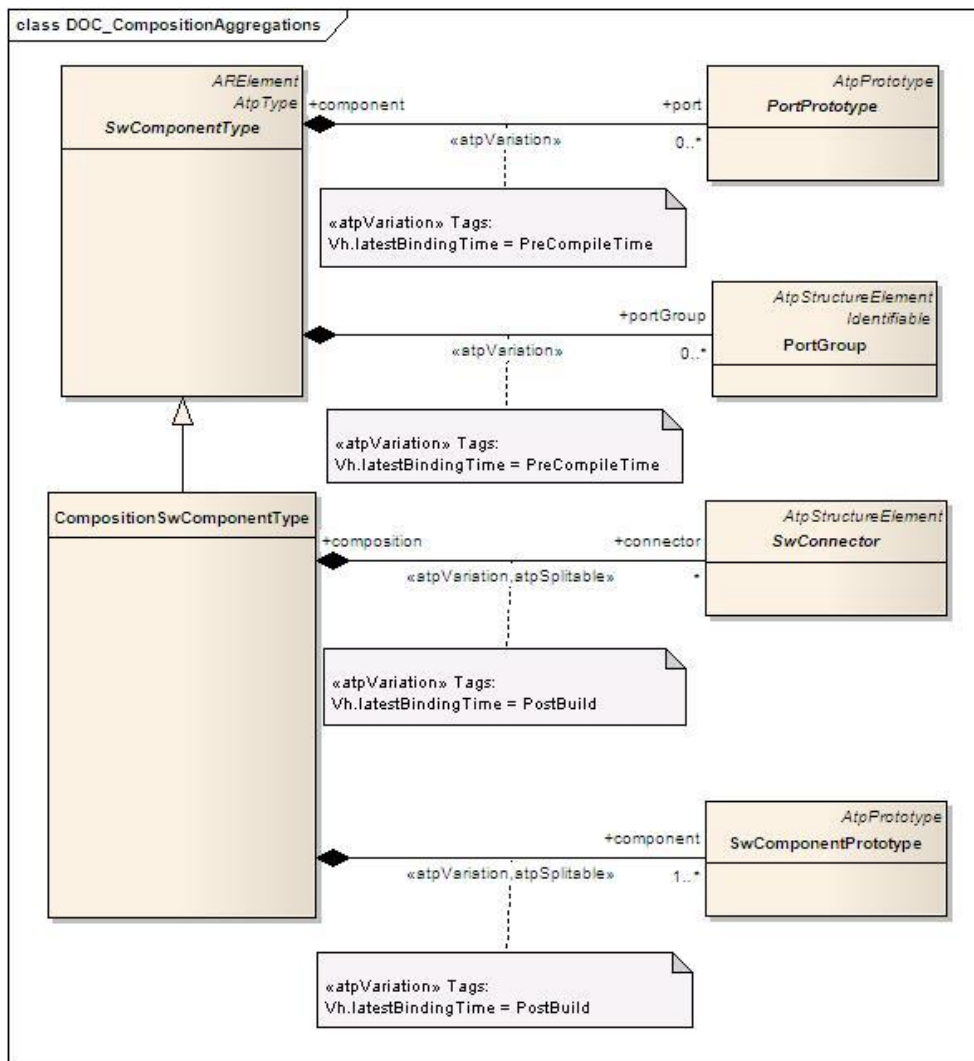 class DOC_CompositionAggregations
ARElement
AtpType
SwComponentType
+component
+port
«atpVariation»
0..*
AtpPrototype
PortPrototype
«atpVariation» Tags:
Vh.latestBindingTime = PreCompileTime
+portGroup
«atpVariation»
0..*
AtpStructureElement
Identifiable
PortGroup
«atpVariation» Tags:
Vh.latestBindingTime = PreCompileTime
CompositionSwComponentType
+composition
+connector
«atpVariation,atpSplitable»
*
AtpStructureElement
SwConnector
«atpVariation» Tags:
Vh.latestBindingTime = PostBuild
+component
«atpVariation,atpSplitable»
1..*
AtpPrototype
SwComponentPrototype
«atpVariation» Tags:
Vh.latestBindingTime = PostBuild